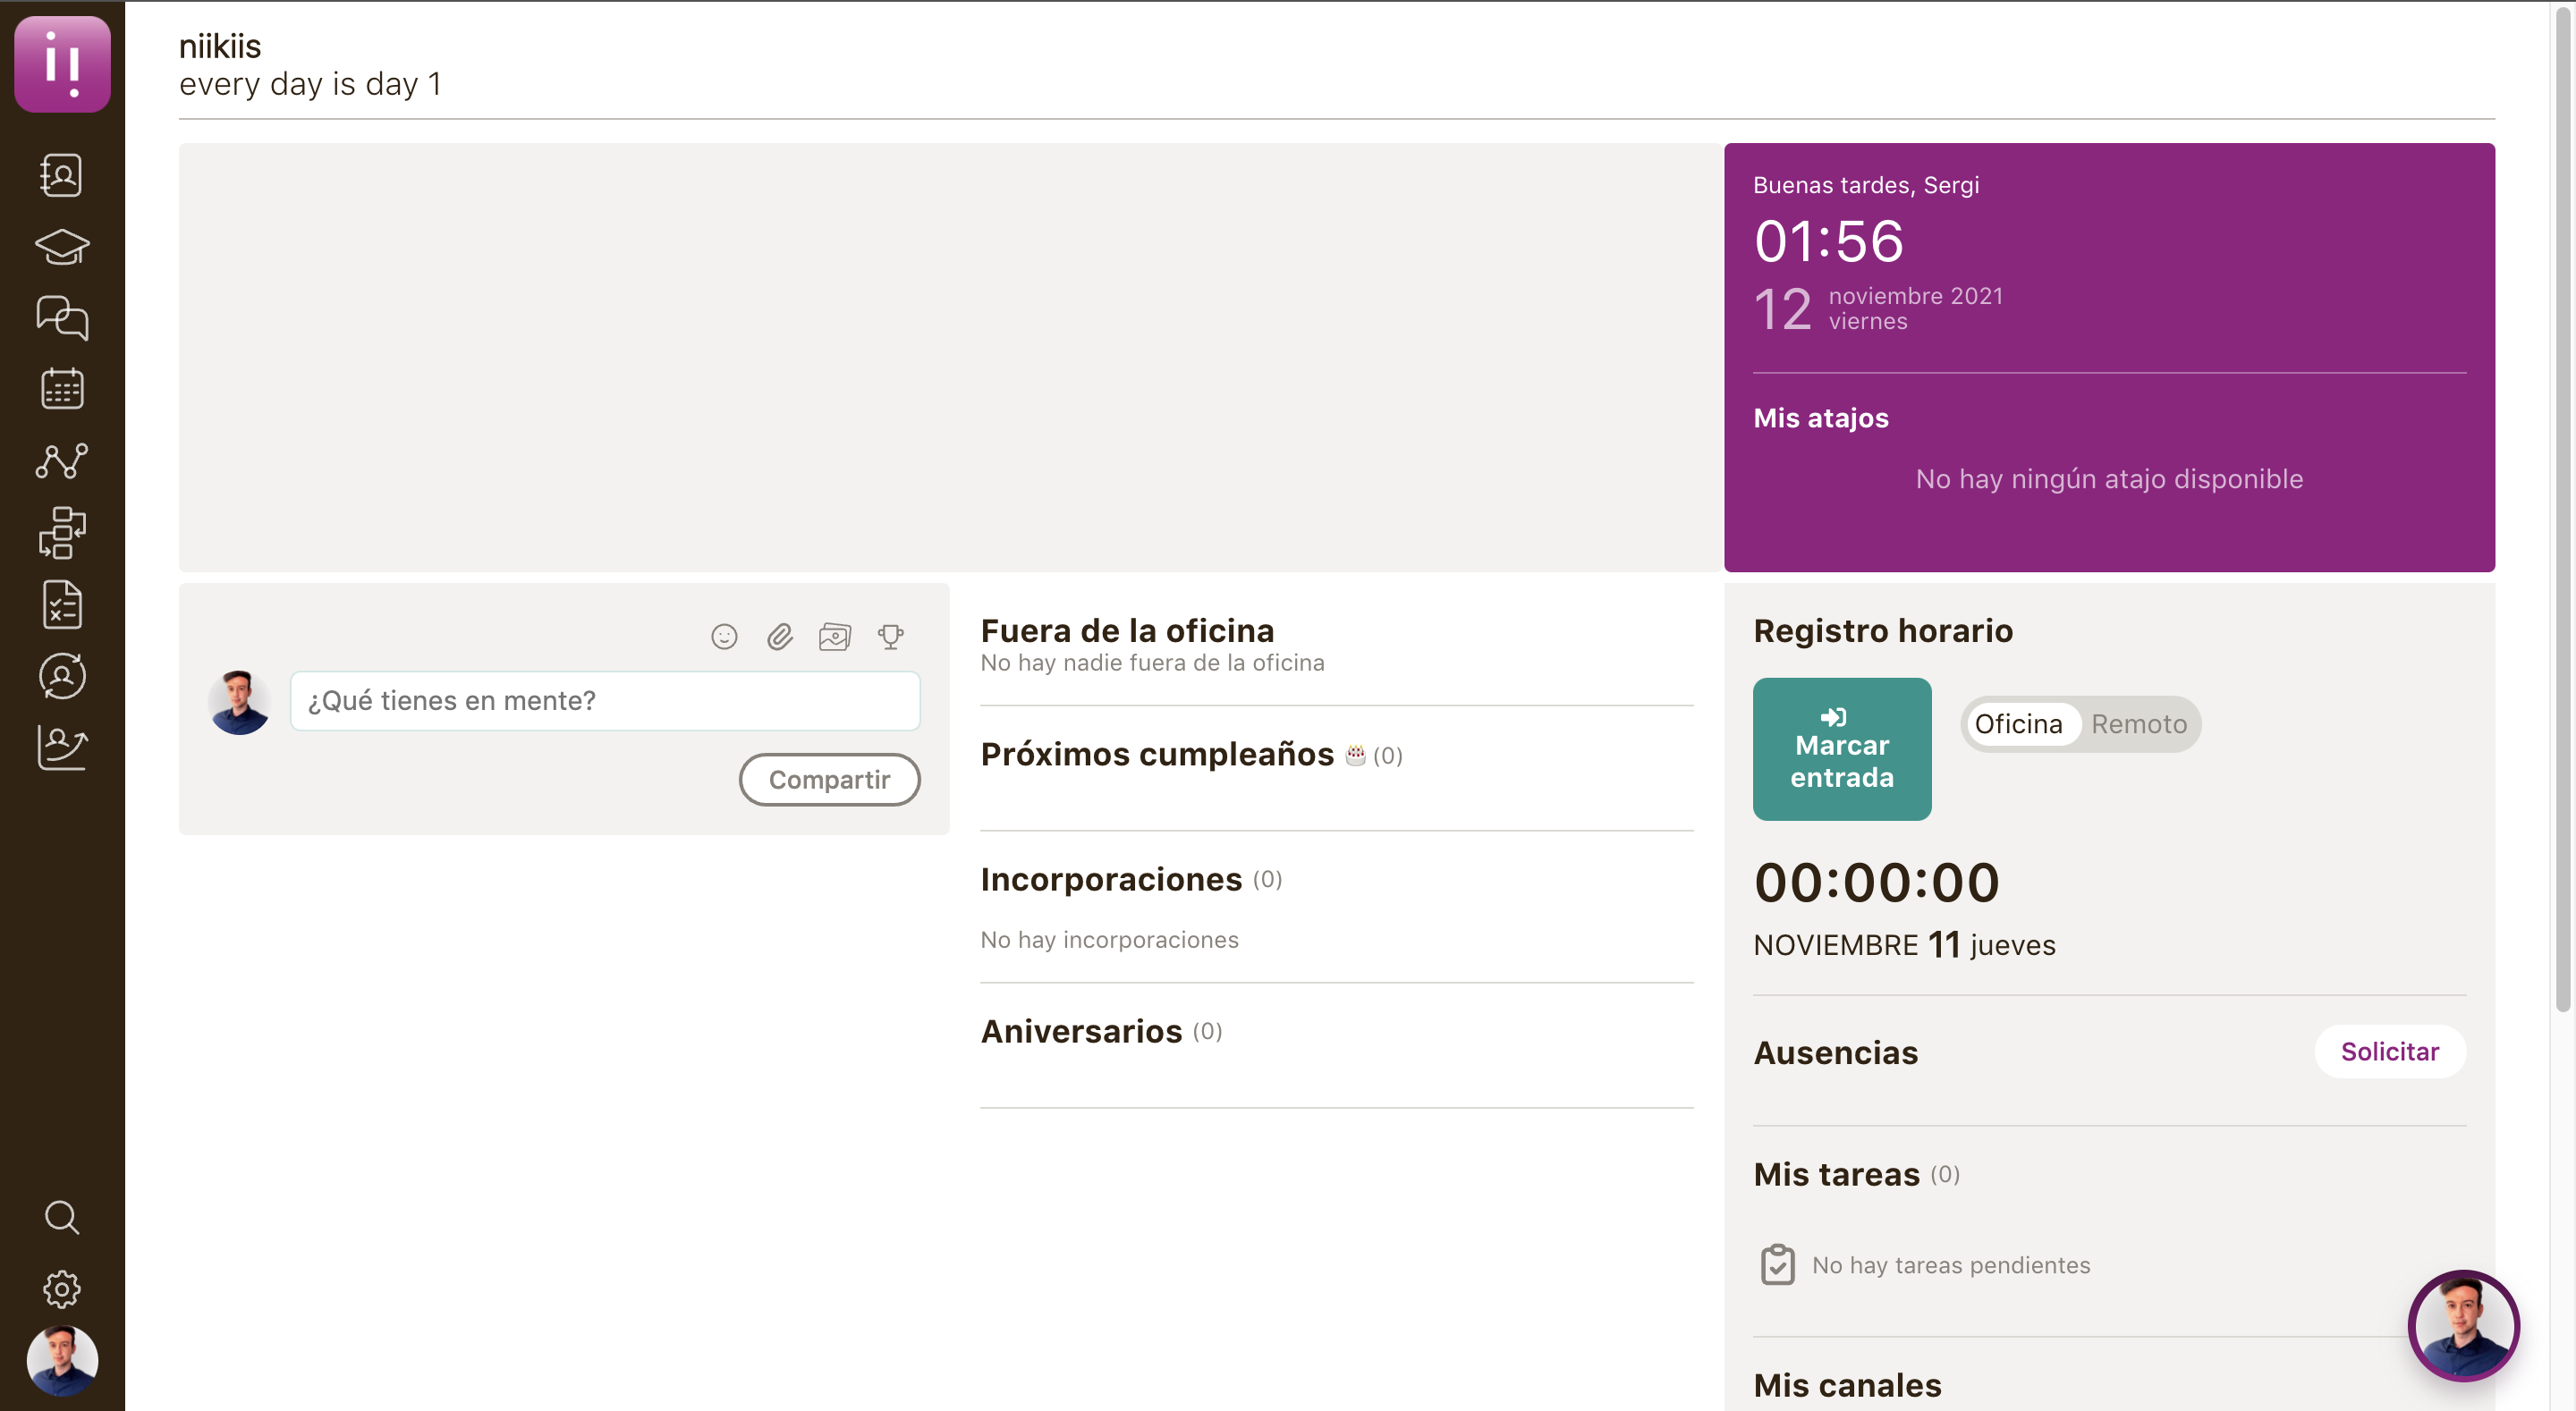 niikiis
every day is day 1
Buenas tardes, Sergi
01:56
12 noviembre 2021
viernes
Mis atajos
No hay ningún atajo disponible
¿Qué tienes en mente?
Compartir
Fuera de la oficina
No hay nadie fuera de la oficina
Próximos cumpleaños 🎂 (0)
Incorporaciones (0)
No hay incorporaciones
Aniversarios (0)
Registro horario
Marcar
entrada
Oficina Remoto
00:00:00
NOVIEMBRE 11 jueves
Ausencias
Solicitar
Mis tareas (0)
No hay tareas pendientes
Mis canales